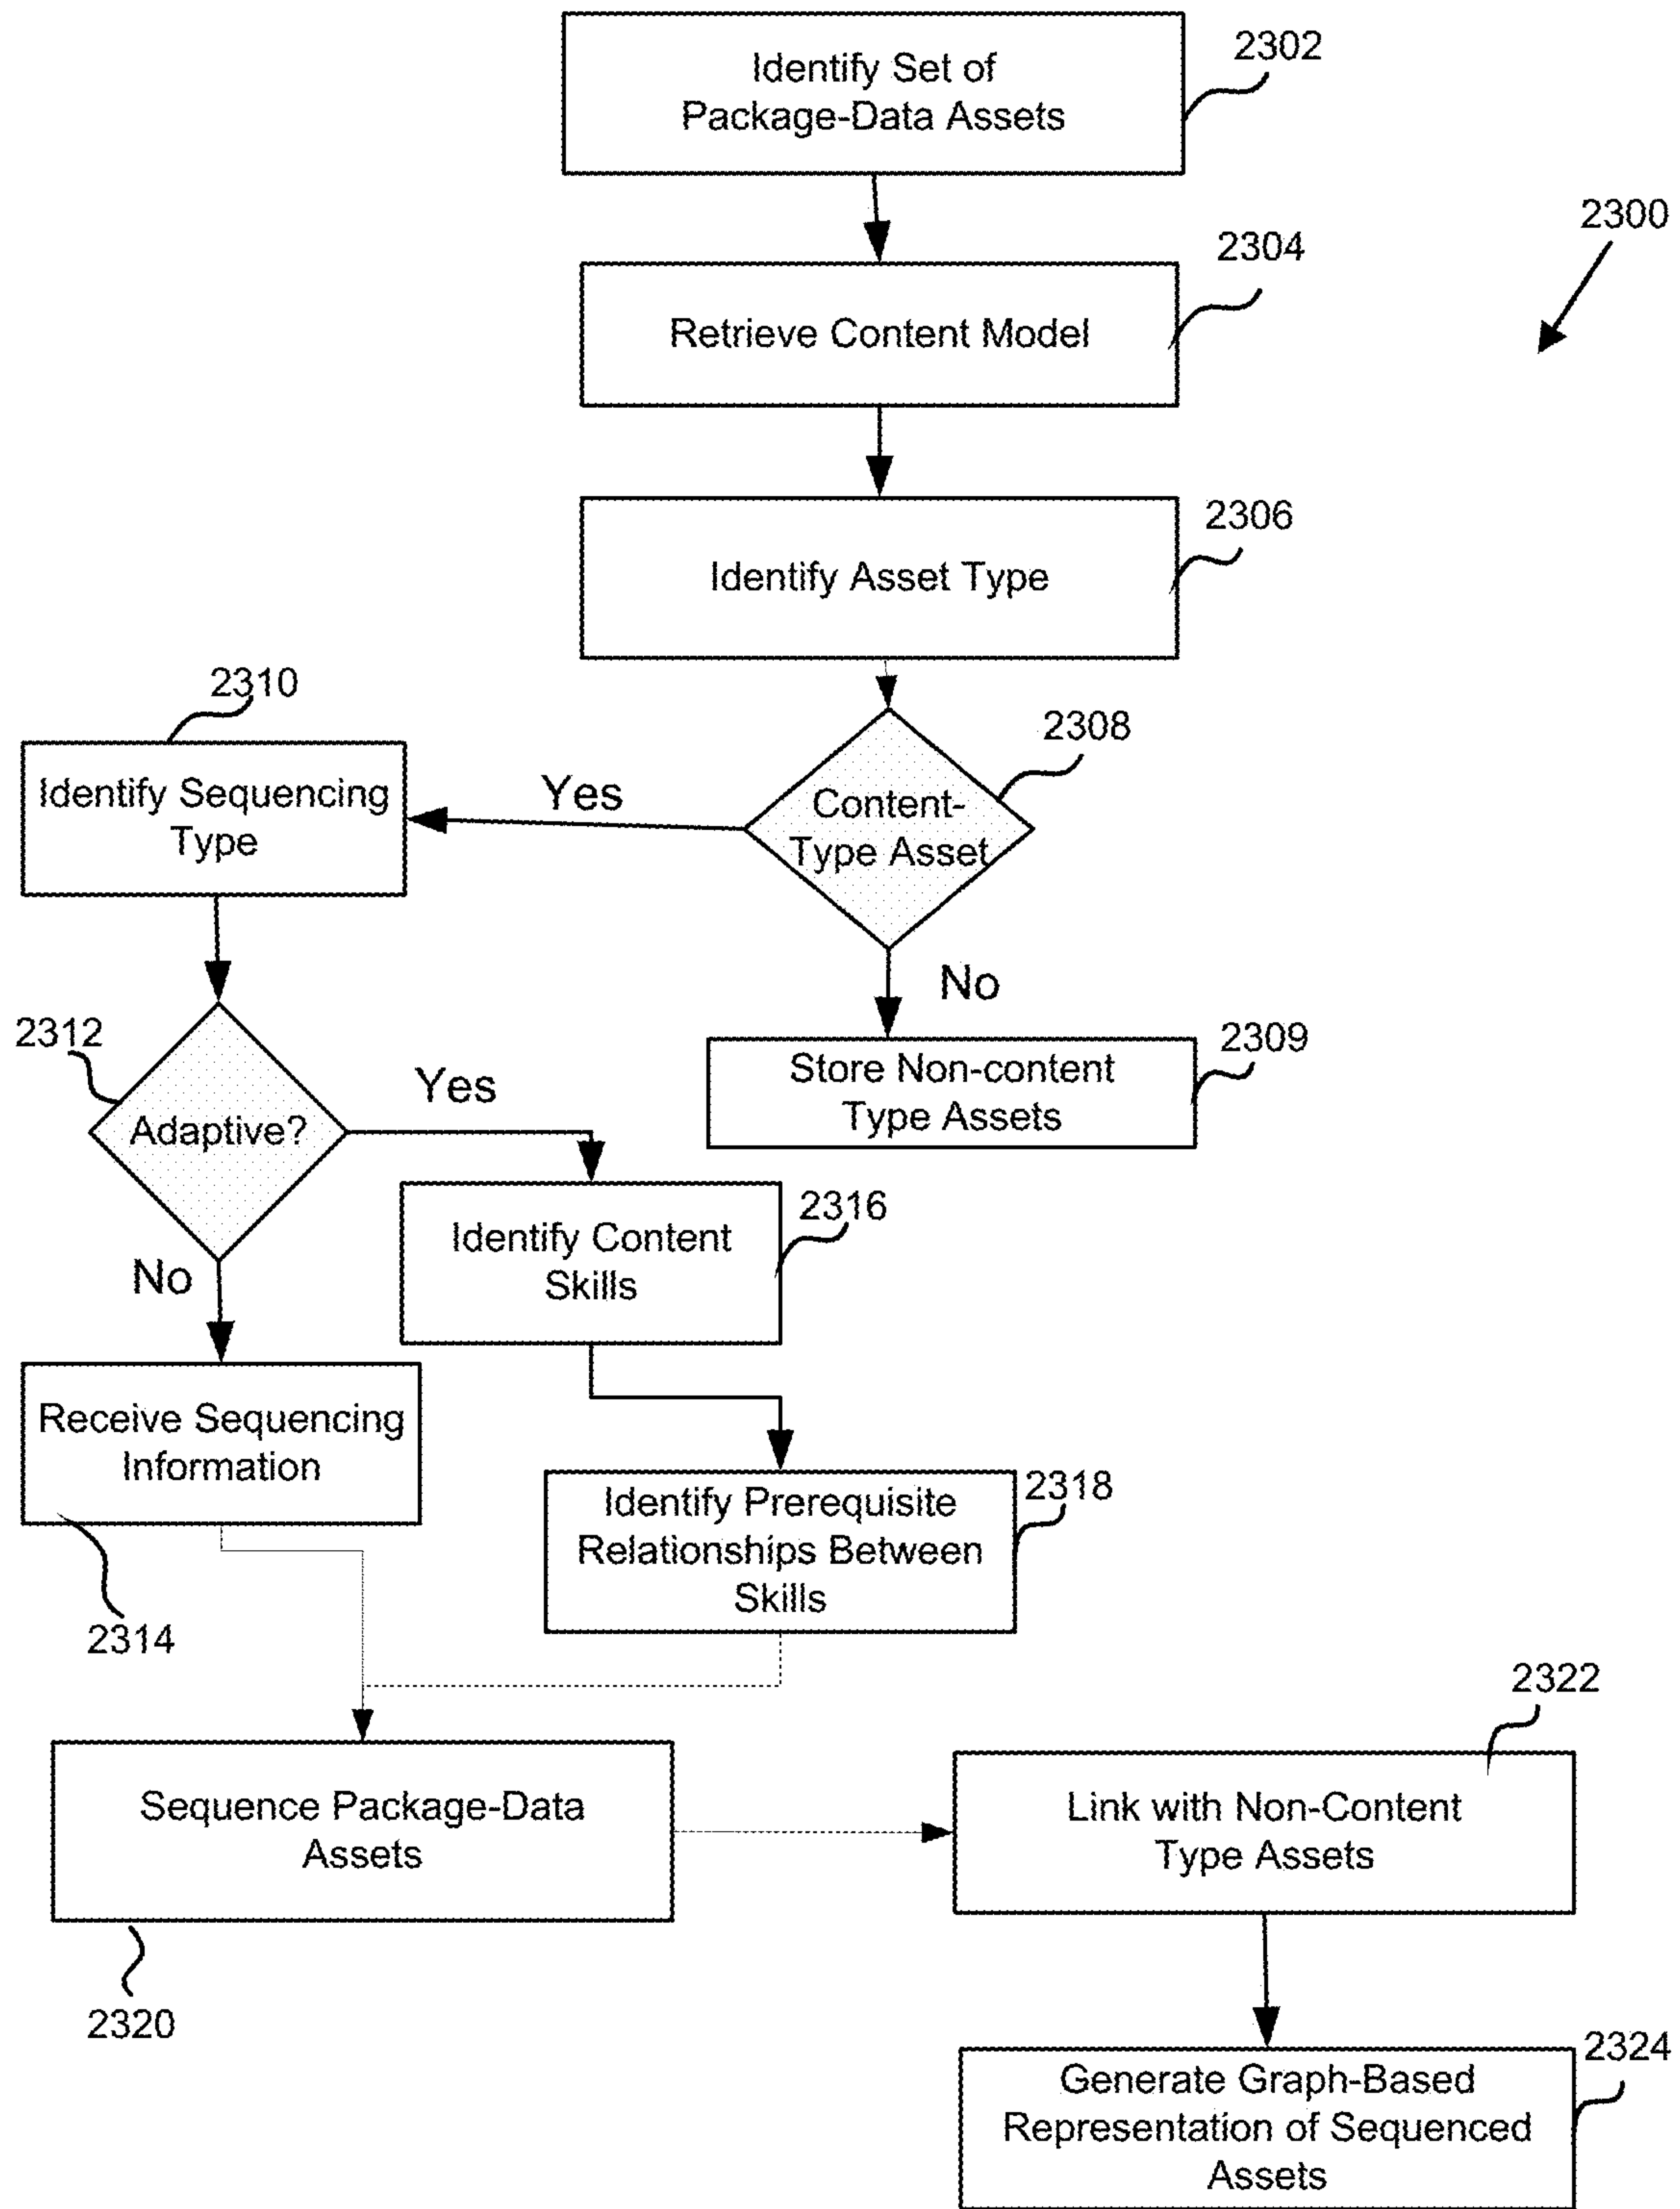 Identify Set of
Package-Data Assets
2302
2300
2304
Retrieve Content Model
2306
Identify Asset Type
2310
2308
Identify Sequencing
Type
Yes
Content-
Type Asset
No
2312
Adaptive?
Yes
2309
Store Non-content
Type Assets
2316
Identify Content
Skills
No
Receive Sequencing
Information
2318
Identify Prerequisite
Relationships Between
Skills
2314
2322
Sequence Package-Data
Assets
Link with Non-Content
Type Assets
2320
2324
Generate Graph-Based
Representation of Sequenced
Assets